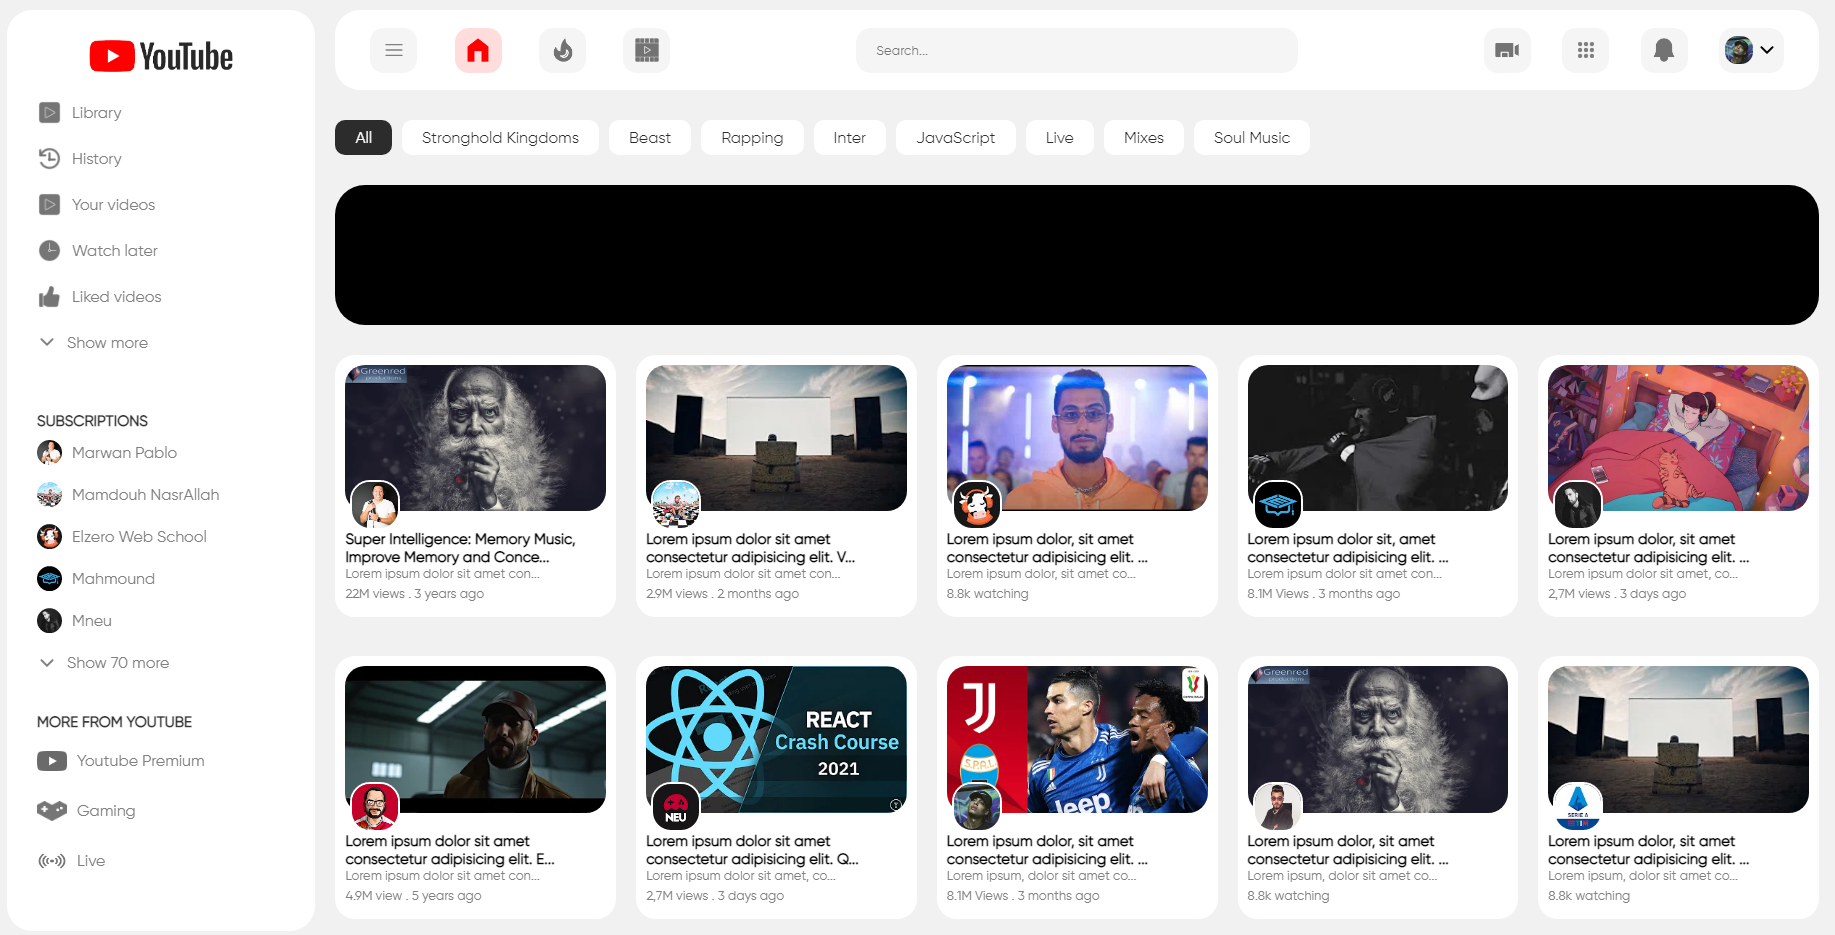 YouTube
Library
History
Your videos
Watch later
Liked videos
Show more
SUBSCRIPTIONS
Marwan Pablo
Mamdouh NasrAllah
Elzero Web School
Mahmound
Mneu
Show 70 more
MORE FROM YOUTUBE
Youtube Premium
Gaming
Live
Search...
All
Stronghold Kingdoms
Beast
Rapping
Inter
JavaScript
Live
Mixes
Soul Music
Greenred
productions
Super Intelligence: Memory Music,
Improve Memory and Conce...
Lorem ipsum dolor sit amet con...
22M views . 3 years ago
Lorem ipsum dolor sit amet
consectetur adipisicing elit. V...
Lorem ipsum dolor sit amet con...
2.9M views . 2 months ago
Lorem ipsum dolor, sit amet
consectetur adipisicing elit. ...
Lorem ipsum dolor, sit amet co...
8.8k watching
Lorem ipsum dolor sit, amet
consectetur adipisicing elit. ...
Lorem ipsum dolor sit amet con...
8.1M Views . 3 months ago
Lorem ipsum dolor, sit amet
consectetur adipisicing elit. ...
Lorem ipsum dolor sit amet, co...
2,7M views . 3 days ago
Lorem ipsum dolor sit amet
consectetur adipisicing elit. E...
Lorem ipsum dolor sit amet con...
4.9M view . 5 years ago
REACT
Crash Course
2021
NEU
Lorem ipsum dolor sit amet
consectetur adipisicing elit. Q...
Lorem ipsum dolor sit amet, co...
2,7M views . 3 days ago
S.P.A.L
Jeep
Lorem ipsum dolor, sit amet
consectetur adipisicing elit. ...
Lorem ipsum, dolor sit amet co...
8.1M Views . 3 months ago
Greenred
productions
Lorem ipsum dolor, sit amet
consectetur adipisicing elit. ...
Lorem ipsum, dolor sit amet co...
8.8k watching
SERIE A
TIM
Lorem ipsum dolor, sit amet
consectetur adipisicing elit. ...
Lorem ipsum, dolor sit amet co...
8.8k watching